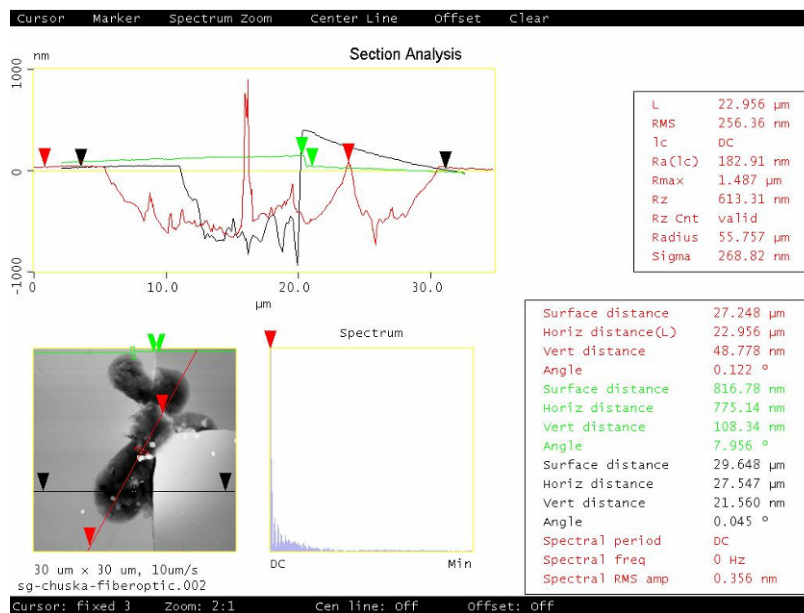 Cursor Marker Spectrum Zoom Center Line Offset Clear
nm Section Analysis
1000
0
-1000
0 10.0 20.0 30.0
µm
L 22.956 µm
RMS 256.36 nm
lc DC
Ra(lc) 182.91 nm
Rmax 1.487 µm
Rz 613.31 nm
Rz Cnt valid
Radius 55.757 µm
Sigma 268.82 nm
Surface distance 27.248 µm
Horiz distance(L) 22.956 µm
Vert distance 48.778 nm
Angle 0.122 °
Surface distance 816.78 nm
Horiz distance 775.14 nm
Vert distance 108.34 nm
Angle 7.956 °
Surface distance 29.648 µm
Horiz distance 27.547 µm
Vert distance 21.560 nm
Angle 0.045 °
Spectral period DC
Spectral freq 0 Hz
Spectral RMS amp 0.356 nm
Spectrum
DC Min
30 um × 30 um, 10um/s
sg-chuska-fiberoptic.002
Cursor: fixed 3 Zoom: 2:1 Cen line: Off Offset: Off